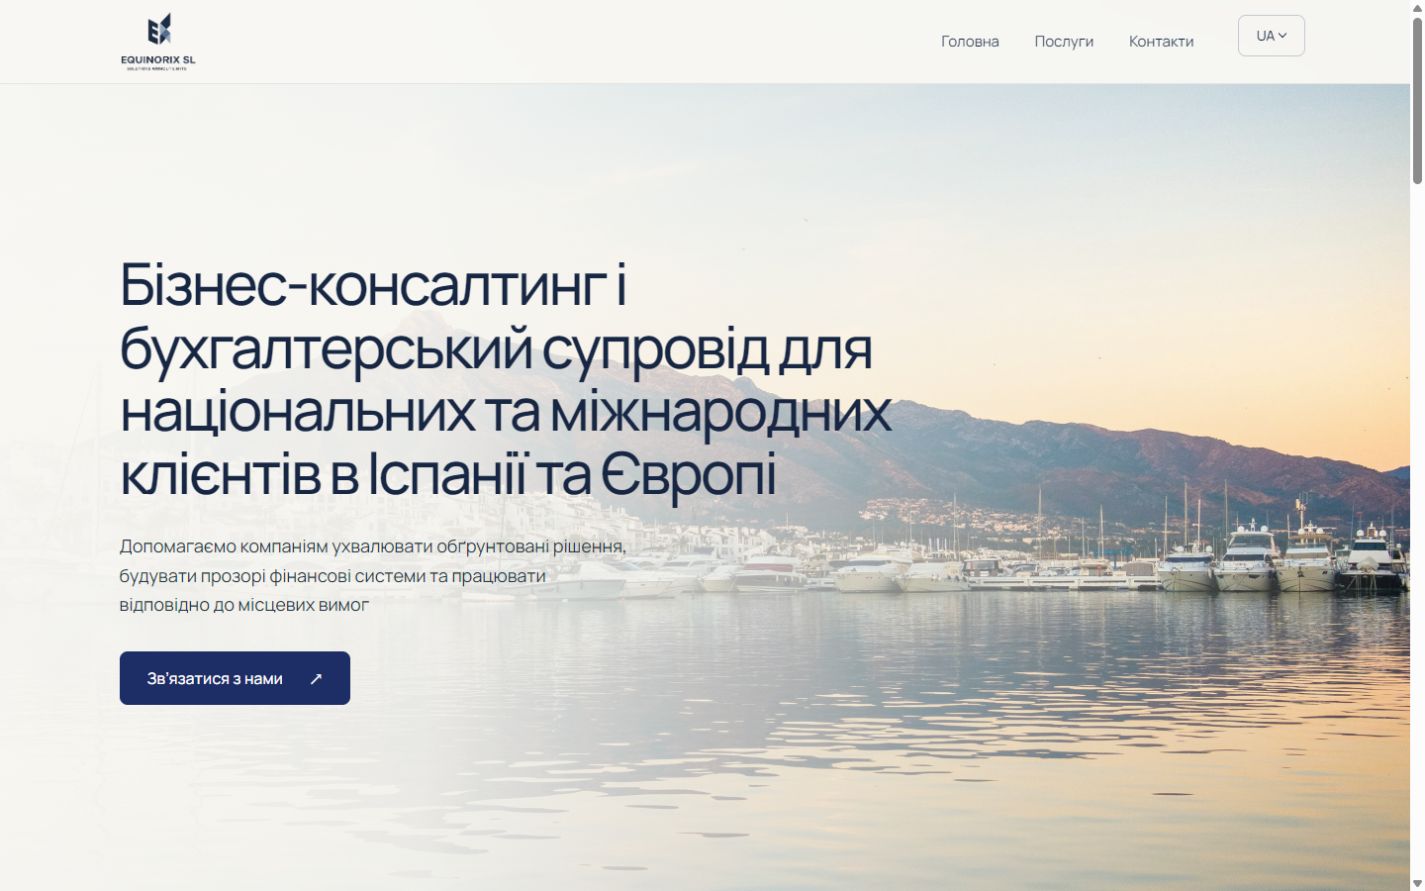 EQUINORIX SL
Головна
Послуги
Контакти
UA
Бізнес-консалтинг і
бухгалтерський супровід для
національних та міжнародних
клієнтів в Іспанії та Європі
Допомагаємо компаніям ухвалювати обґрунтовані рішення,
будувати прозорі фінансові системи та працювати
відповідно до місцевих вимог
Зв’язатися з нами ↗